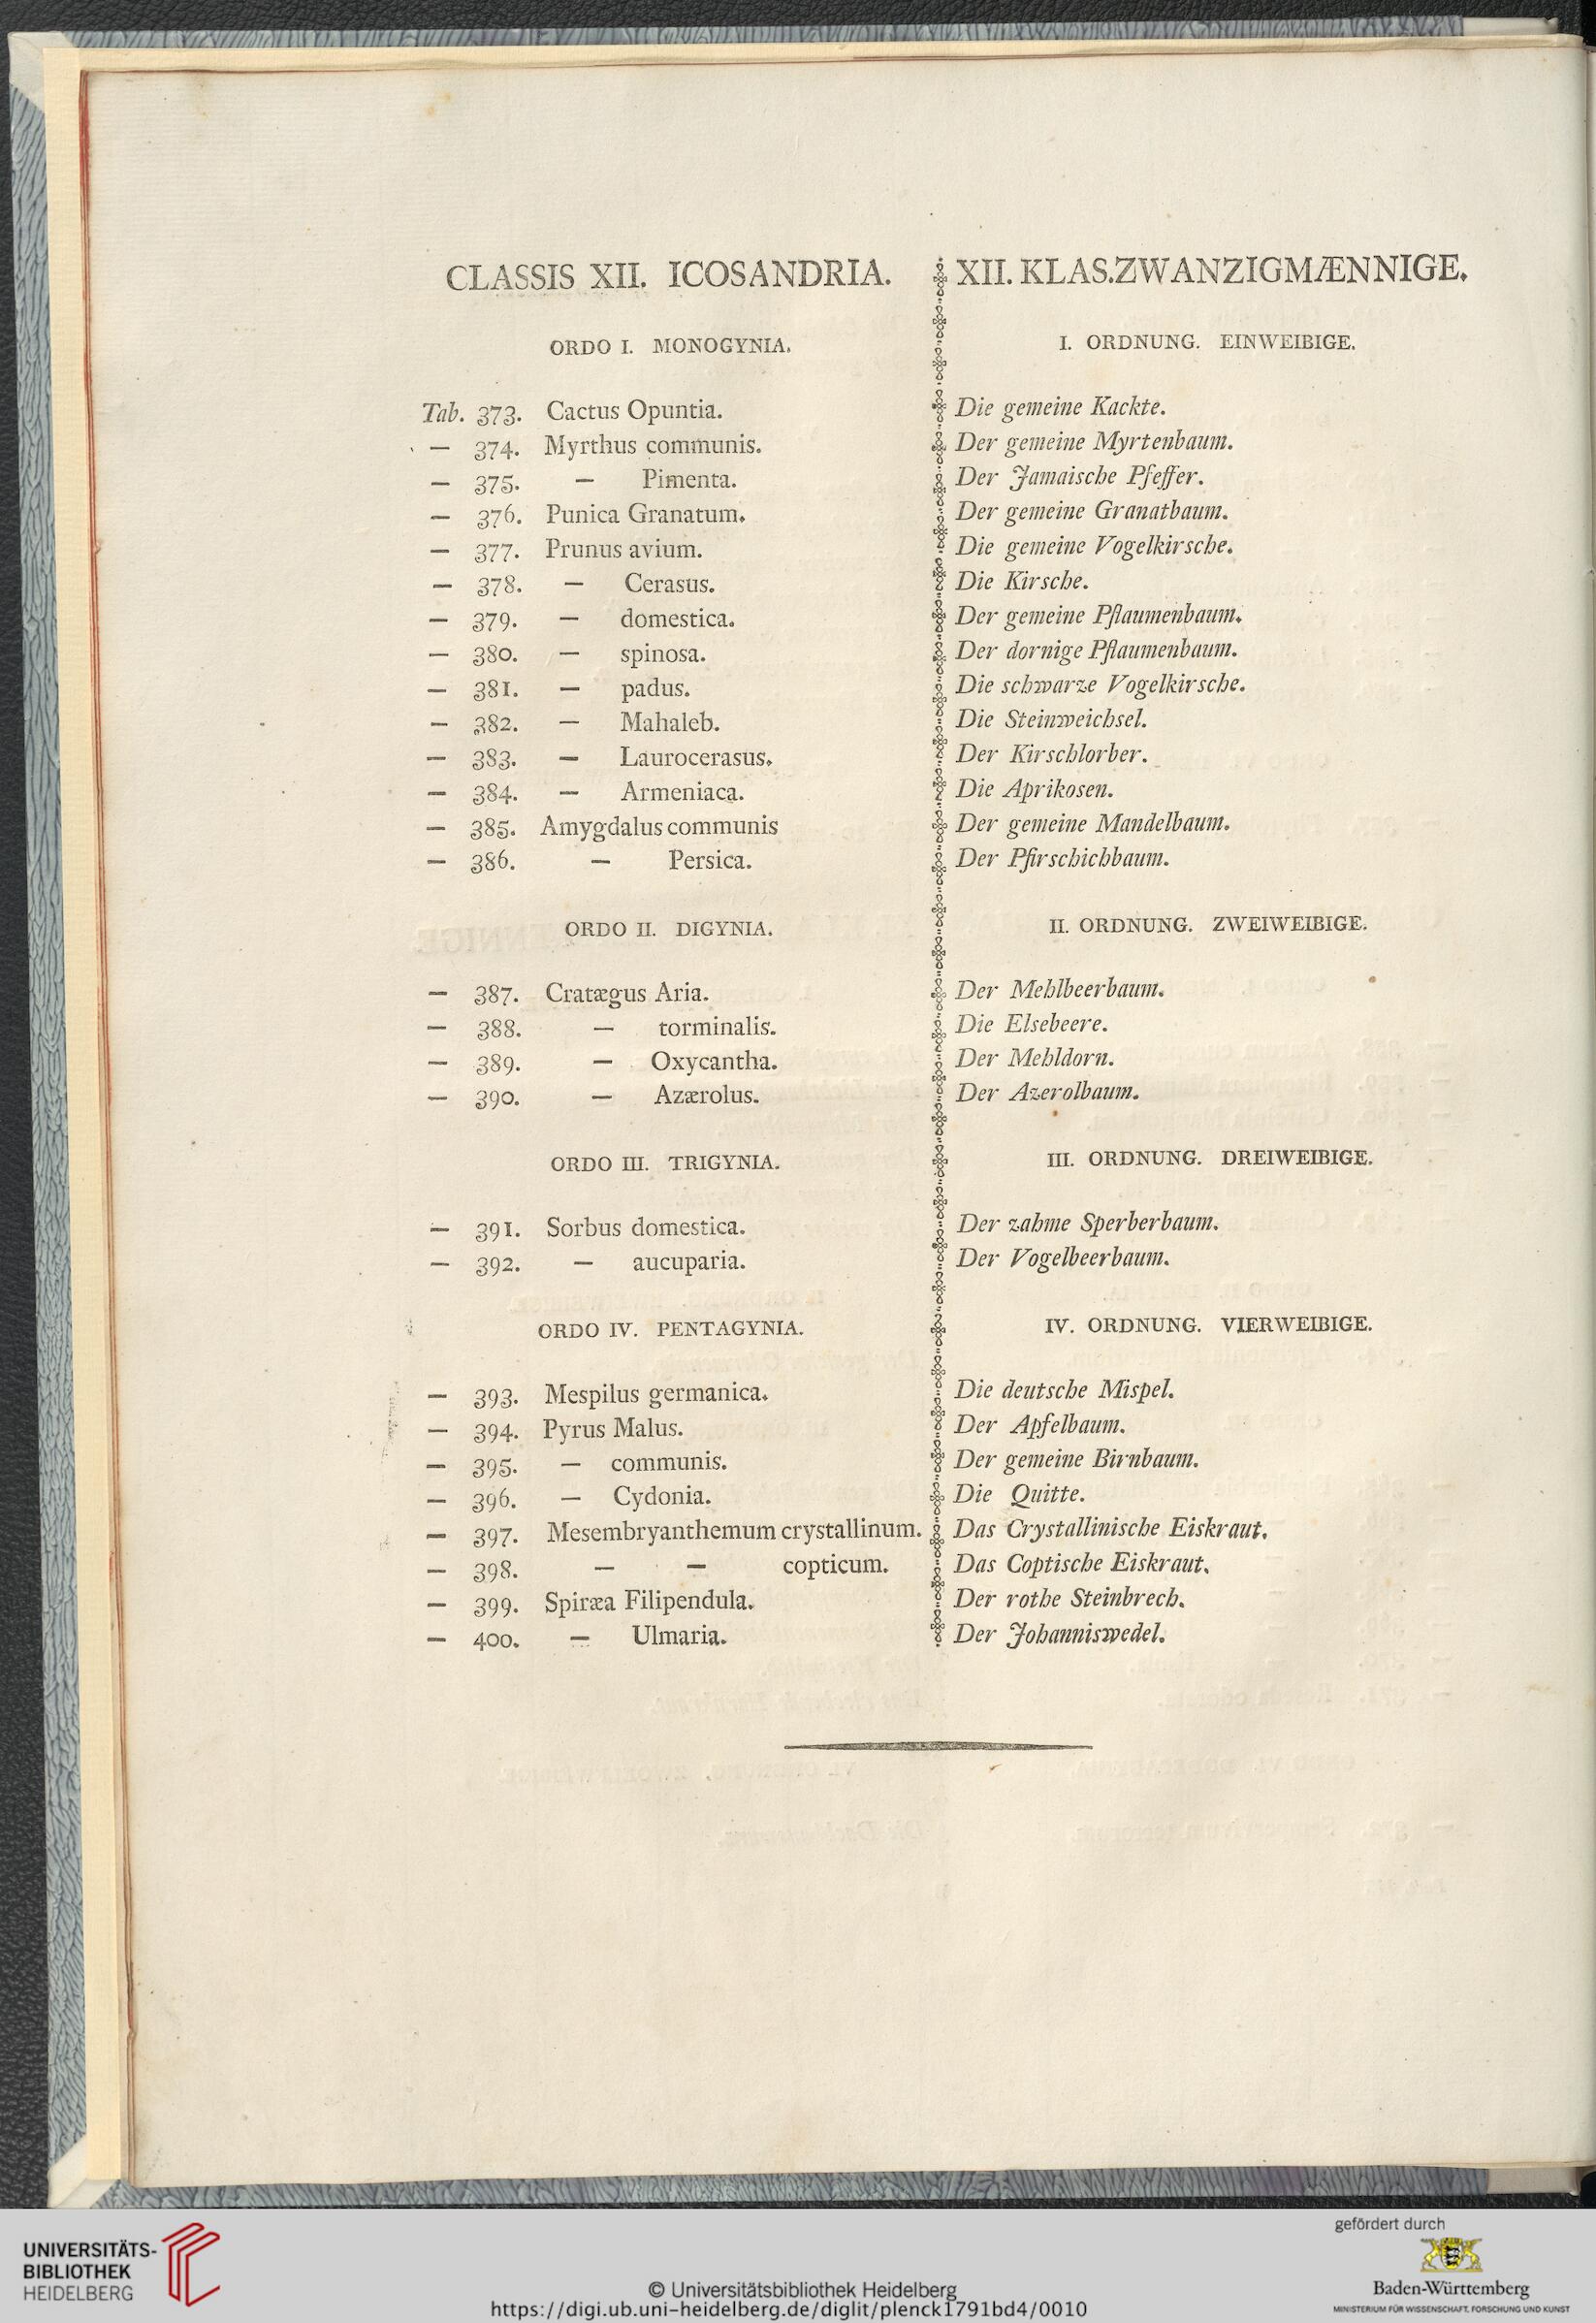 CLASSIS XII. ICOSANDRIA.
ORDO I. MONOGYNIA.
Tab. 373. Cactus Opuntia.
— 374. Myrthus communis.
— 375. — Pimenta.
— 376. Punica Granatum.
— 377. Prunus avium.
— 378. — Cerasus.
— 379. — domestica.
— 380. — spinosa.
— 381. — padus.
— 382. — Mahaleb.
— 383. — Laurocerasus.
— 384. — Armeniaca.
— 385. Amygdalus communis
— 386. — Persica.
ORDO II. DIGYNIA.
— 387. Cratægus Aria.
— 388. — torminalis.
— 389. — Oxycantha.
— 390. — Azærolus.
ORDO III. TRIGYNIA.
— 391. Sorbus domestica.
— 392. — aucuparia.
ORDO IV. PENTAGYNIA.
— 393. Mespilus germanica.
— 394. Pyrus Malus.
— 395. — communis.
— 396. — Cydonia.
— 397. Mesembryanthemum crystallinum.
— 398. — — copticum.
— 399. Spiræa Filipendula.
— 400. — Ulmaria.
XII. KLAS. ZWANZIGMÆNNIGE.
I. ORDNUNG. EINWEIBIGE.
Die gemeine Kackte.
Der gemeine Myrtenbaum.
Der Jamaische Pfeffer.
Der gemeine Granatbaum.
Die gemeine Vogelkirsche.
Die Kirsche.
Der gemeine Pflaumenbaum.
Der dornige Pflaumenbaum.
Die schwarze Vogelkirsche.
Die Steinweichsel.
Der Kirschlorber.
Die Aprikosen.
Der gemeine Mandelbaum.
Der Pfirschichbaum.
II. ORDNUNG. ZWEIWEIBIGE.
Der Mehlbeerbaum.
Die Elsebeere.
Der Mehldorn.
Der Azerolbaum.
III. ORDNUNG. DREIWEIBIGE.
Der zahme Sperberbaum.
Der Vogelbeerbaum.
IV. ORDNUNG. VIERWEIBIGE.
Die deutsche Mispel.
Der Apfelbaum.
Der gemeine Birnbaum.
Die Quitte.
Das Crystallinische Eiskraut.
Das Coptische Eiskraut.
Der rothe Steinbrech.
Der Johanniswedel.
UNIVERSITÄTS-
BIBLIOTHEK
HEIDELBERG
© Universitätsbibliothek Heidelberg
https://digi.ub.uni-heidelberg.de/diglit/plenck1791bd4/0010
gefördert durch
Baden-Württemberg
MINISTERIUM FÜR WISSENSCHAFT, FORSCHUNG UND KUNST